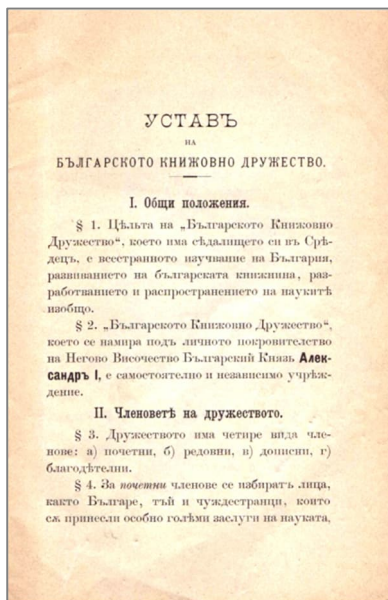 УСТАВЪ
НА
БЪЛГАРСКОТО КНИЖОВНО ДРУЖЕСТВО.
I. Общи положения.
§ 1. Цѣльта на „Българското Книжовно
Дружество“, което има сѣдалището си въ Срѣ-
децъ, е всестранното изучвание на България,
развиванието на българската книжнина, раз-
работванието и распространението на наукитѣ
изобщо.
§ 2. „Българското Книжовно Дружество“,
което се намира подъ личното покровителство
на Негово Височество Българский Князь Алек-
сандръ I, е самостоятелно и независимо учрѣж-
дение.
II. Членоветѣ на дружеството.
§ 3. Дружеството има четире вида чле-
нове: а) почетни, б) редовни, в) дописни, г)
благодѣтелни.
§ 4. За почетни членове се избиратъ лица,
както Българе, тъй и чуждестранци, които
сѫ принесли особно голѣми заслуги на науката,